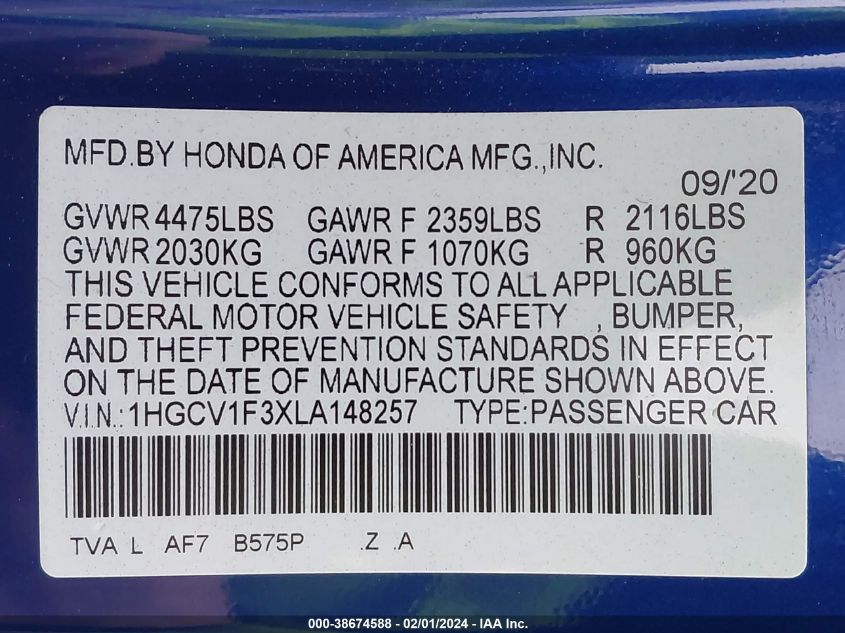 MFD.BY HONDA OF AMERICA MFG.,INC.
09/'20
GVWR 4475LBS GAWR F 2359LBS R 2116LBS
GVWR 2030KG GAWR F 1070KG R 960KG
THIS VEHICLE CONFORMS TO ALL APPLICABLE
FEDERAL MOTOR VEHICLE SAFETY , BUMPER,
AND THEFT PREVENTION STANDARDS IN EFFECT
ON THE DATE OF MANUFACTURE SHOWN ABOVE.
V.I.N.:1HGCV1F3XLA148257 TYPE:PASSENGER CAR
TVA L AF7 B575P .Z .A
000-38674588 - 02/01/2024 - IAA Inc.